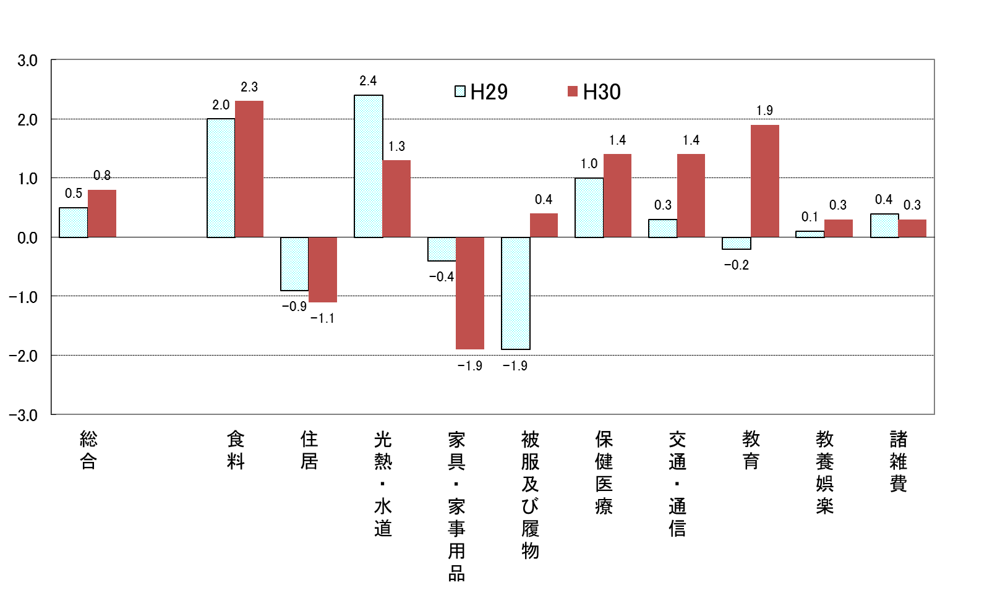 3.0
2.0
1.0
0.0
−1.0
−2.0
−3.0
H29
H30
0.5
0.8
2.0
2.3
−0.9
−1.1
2.4
1.3
−0.4
−1.9
−1.9
0.4
1.0
1.4
0.3
1.4
−0.2
1.9
0.1
0.3
0.4
0.3
総合
食料
住居
光熱・水道
家具・家事用品
被服及び履物
保健医療
交通・通信
教育
教養娯楽
諸雑費